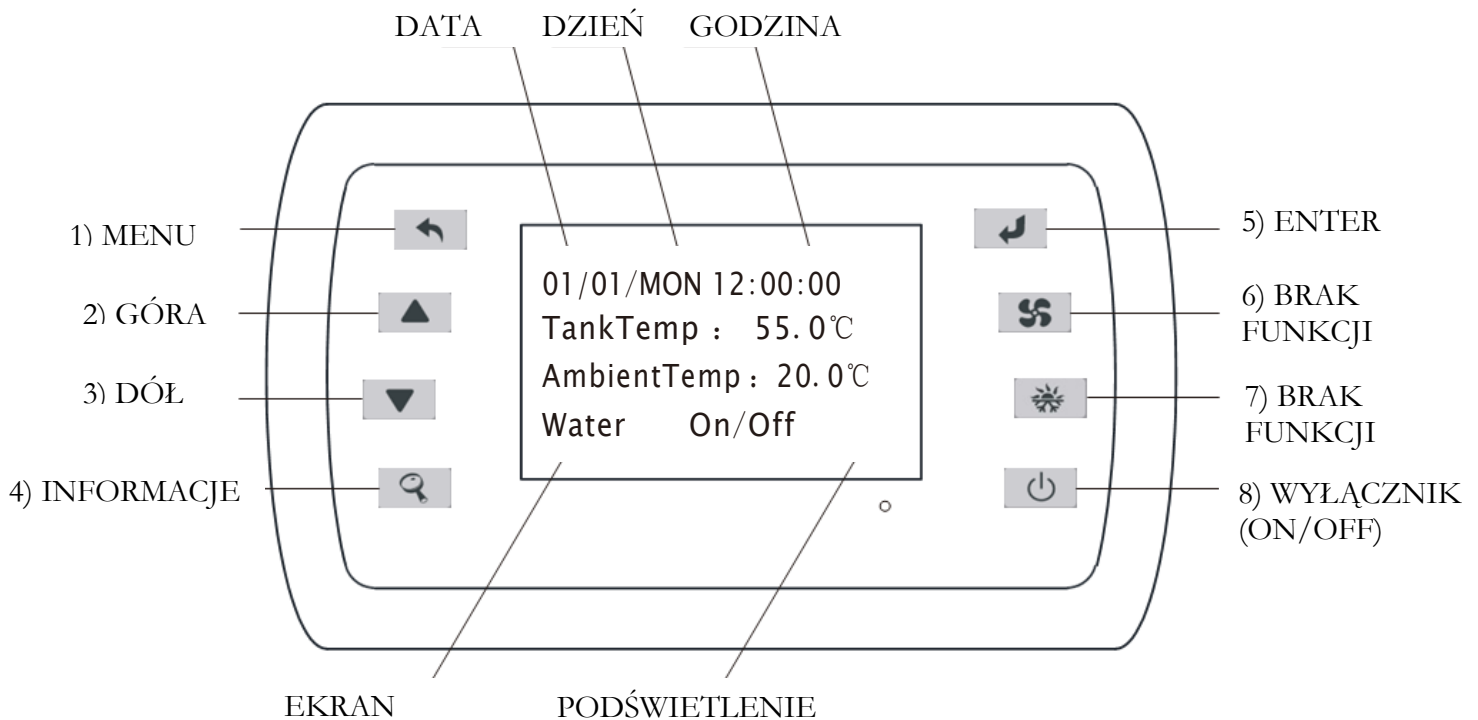 DATA DZIEŃ GODZINA
1) MENU
2) GÓRA
3) DÓŁ
4) INFORMACJE
01/01/MON 12:00:00
TankTemp : 55.0℃
AmbientTemp : 20.0℃
Water On/Off
5) ENTER
6) BRAK
FUNKCJI
7) BRAK
FUNKCJI
8) WYŁĄCZNIK
(ON/OFF)
EKRAN PODŚWIETLENIE